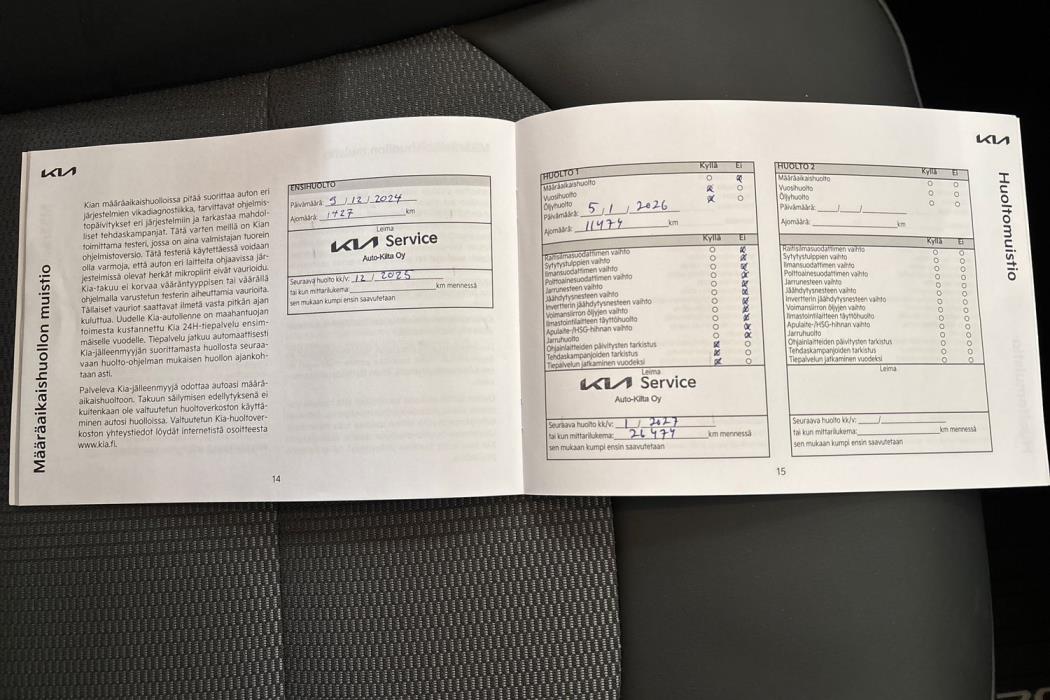 KIA
Määräaikaishuollon muistio
Kian määräaikaishuolloissa pitää suorittaa auton eri
järjestelmien vikadiagnostiikka, tarvittavat ohjelmis-
topäivitykset eri järjestelmiin ja tarkastaa mahdol-
liset tehdaskampanjat. Tätä varten meillä on Kian
toimittama testeri, jossa on aina valmistajan tuorein
ohjelmistoversio. Tätä testeriä käytettäessä voidaan
olla varmoja, että auton eri laitteita ohjaavissa jär-
jestelmissä olevat herkät mikropiirit eivät vaurioidu.
Kia-takuu ei korvaa vääräntyyppisen tai väärällä
ohjelmalla varustetun testerin aiheuttamia vaurioita.
Tällaiset vauriot saattavat ilmetä vasta pitkän ajan
kuluttua. Uudelle Kia-autollenne on maahantuojan
toimesta kustannettu Kia 24H-tiepalvelu ensim-
mäiselle vuodelle. Tiepalvelu jatkuu automaattisesti
Kia-jälleenmyyjän suorittamasta huollosta seuraa-
vaan huolto-ohjelman mukaisen huollon ajankoh-
taan asti.
Palveleva Kia-jälleenmyyjä odottaa autoasi määrä-
aikaishuoltoon. Takuun säilymisen edellytyksenä ei
kuitenkaan ole valtuutetun huoltoverkoston käyttä-
minen autosi huolloissa. Valtuutetun Kia-huoltover-
koston yhteystiedot löydät internetistä osoitteesta
www.kia.fi.
ENSIHUOLTO
Päivämäärä: 9 / 12 / 2024
Ajomäärä: 1427 km
Leima
KIA Service
Auto-Kilta Oy
Seuraava huolto kk/v: 12 / 2025
tai kun mittarilukema: km mennessä
sen mukaan kumpi ensin saavutetaan
14
KIA
Huoltomuistio
HUOLTO 1 Kyllä Ei
Määräaikaishuolto
Vuosihuolto
Öljyhuolto
Päivämäärä: 5 / 1 / 2026
Ajomäärä: 11474 km
Kyllä Ei
Raitisilmasuodattimen vaihto
Sytytystulppien vaihto
Ilmansuodattimen vaihto
Polttoainesuodattimen vaihto
Jarrunesteen vaihto
Jäähdytysnesteen vaihto
Invertterin jäähdytysnesteen vaihto
Voimansiirron öljyjen vaihto
Ilmastointilaitteen täyttöhuolto
Apulaite-/HSG-hihnan vaihto
Jarruhuolto
Ohjainlaitteiden päivitysten tarkistus
Tehdaskampanjoiden tarkistus
Tiepalvelun jatkaminen vuodeksi
Leima
KIA Service
Auto-Kilta Oy
Seuraava huolto kk/v: 1 / 2027
tai kun mittarilukema: 26474 km mennessä
sen mukaan kumpi ensin saavutetaan
HUOLTO 2 Kyllä Ei
Määräaikaishuolto
Vuosihuolto
Öljyhuolto
Päivämäärä: / /
Ajomäärä: km
Kyllä Ei
Raitisilmasuodattimen vaihto
Sytytystulppien vaihto
Ilmansuodattimen vaihto
Polttoainesuodattimen vaihto
Jarrunesteen vaihto
Jäähdytysnesteen vaihto
Invertterin jäähdytysnesteen vaihto
Voimansiirron öljyjen vaihto
Ilmastointilaitteen täyttöhuolto
Apulaite-/HSG-hihnan vaihto
Jarruhuolto
Ohjainlaitteiden päivitysten tarkistus
Tehdaskampanjoiden tarkistus
Tiepalvelun jatkaminen vuodeksi
Leima
Seuraava huolto kk/v: /
tai kun mittarilukema: km mennessä
sen mukaan kumpi ensin saavutetaan
15